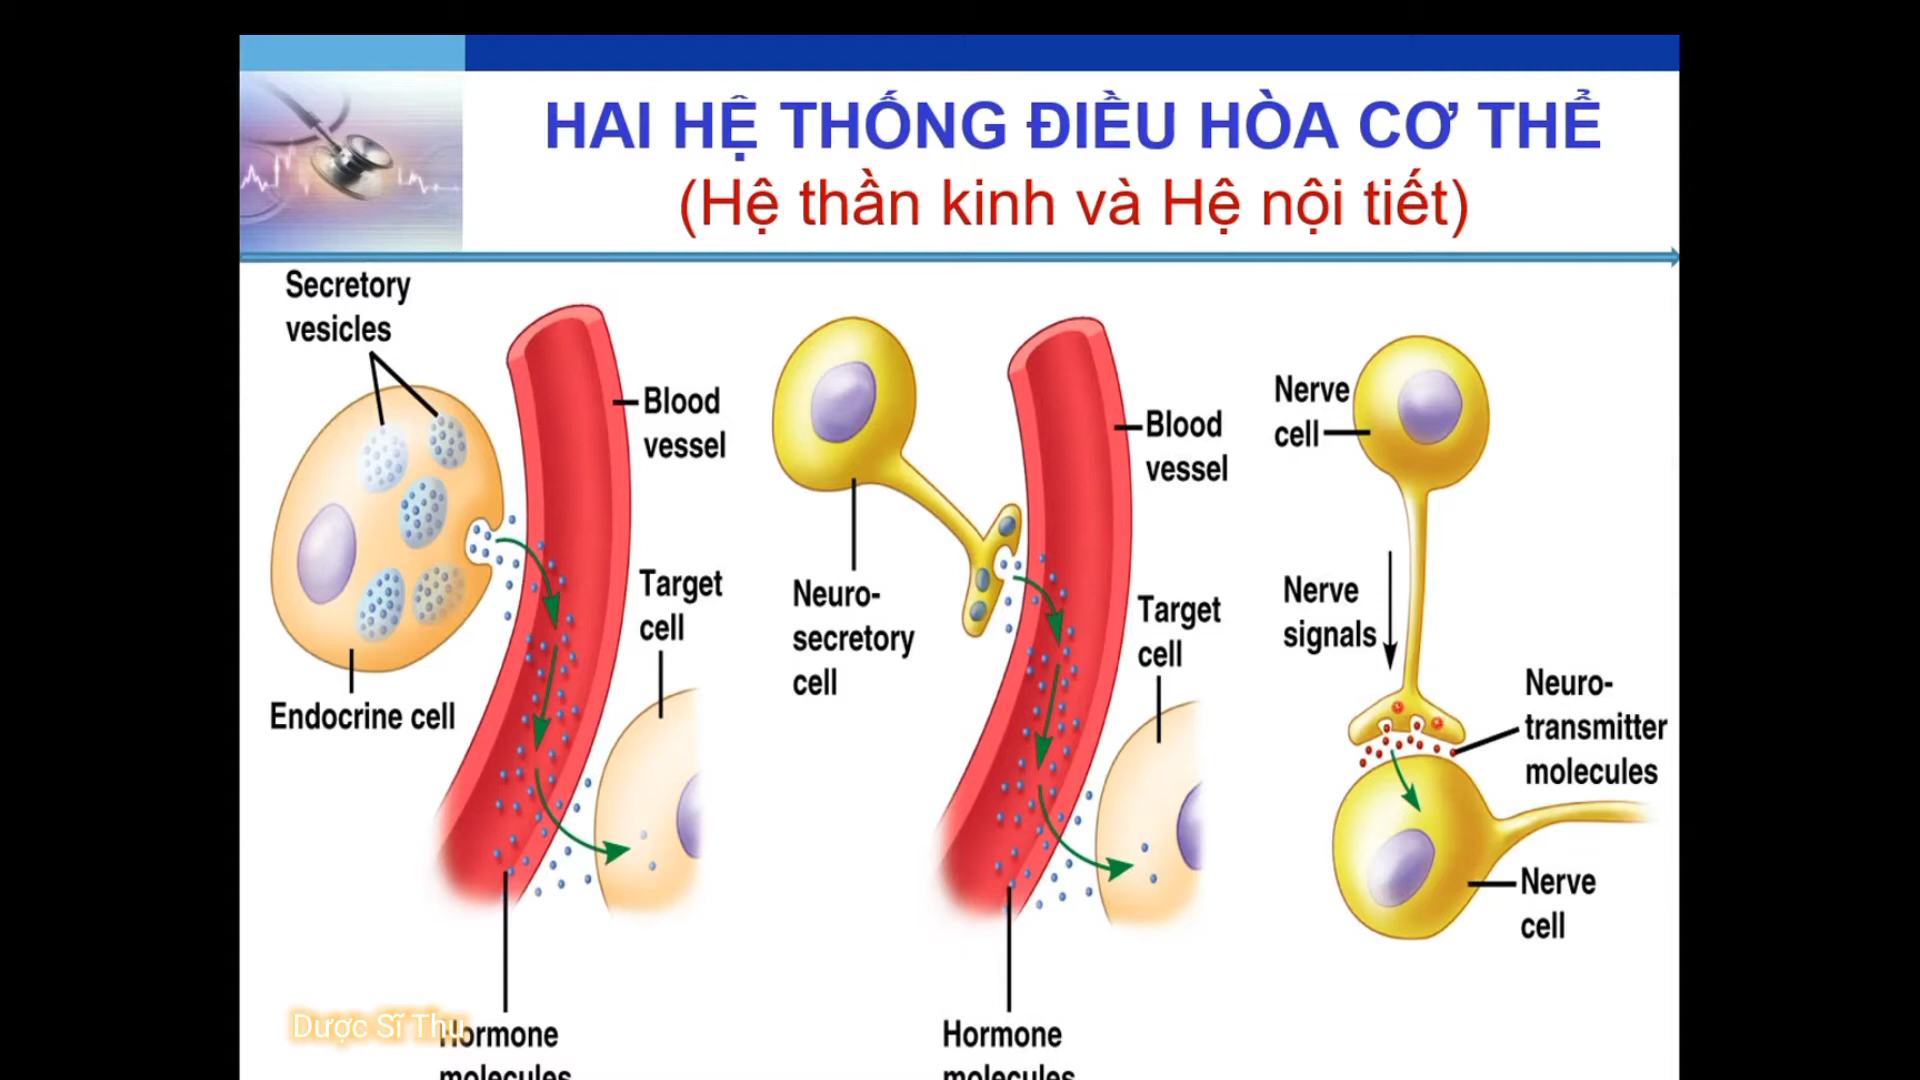 HAI HỆ THỐNG ĐIỀU HÒA CƠ THỂ
(Hệ thần kinh và Hệ nội tiết)
Secretory
vesicles
Blood
vessel
Target
cell
Endocrine cell
Hormone
molecules
Neuro-
secretory
cell
Blood
vessel
Target
cell
Hormone
molecules
Nerve
cell
Nerve
signals
Neuro-
transmitter
molecules
Nerve
cell
Dược Sĩ Thu